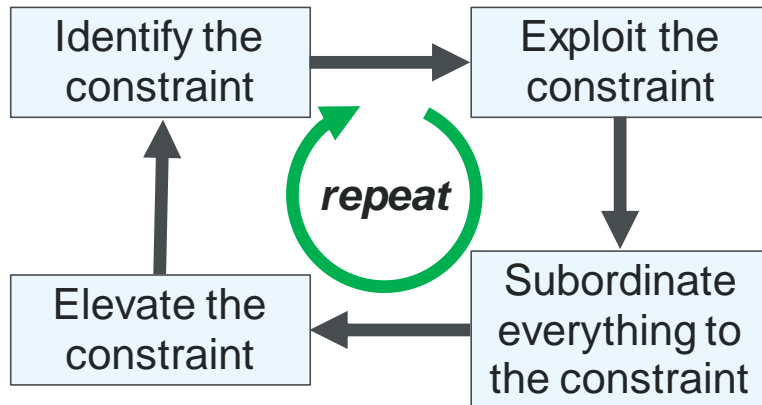 Identify the
constraint
Exploit the
constraint
repeat
Elevate the
constraint
Subordinate
everything to
the constraint